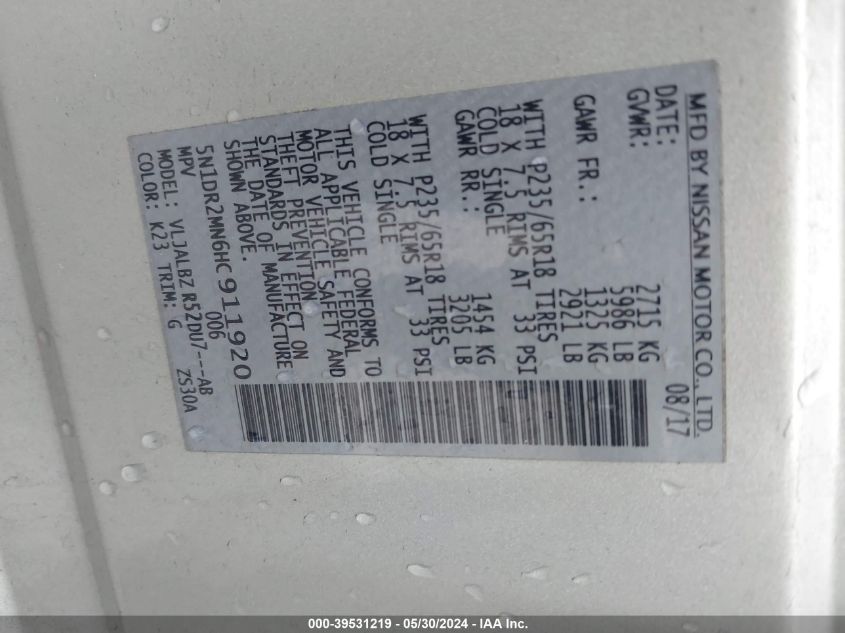 MFD BY NISSAN MOTOR CO., LTD.
DATE: 08/17
GVWR: 2715 KG
5986 LB
GAWR FR.: 1325 KG
2921 LB
WITH P235/65R18 TIRES
18 X 7.5 RIMS AT 33 PSI
COLD SINGLE
GAWR RR.: 1454 KG
3205 LB
WITH P235/65R18 TIRES
18 X 7.5 RIMS AT 33 PSI
COLD SINGLE
THIS VEHICLE CONFORMS TO
ALL APPLICABLE FEDERAL
MOTOR VEHICLE SAFETY AND
THEFT PREVENTION
STANDARDS IN EFFECT ON
THE DATE OF MANUFACTURE
SHOWN ABOVE.
5N1DR2MN6HC911920
MPV 006
MODEL: VLJALBZ R52DU7---AB
COLOR: K23 TRIM: G ZS30A
000-39531219 - 05/30/2024 - IAA Inc.